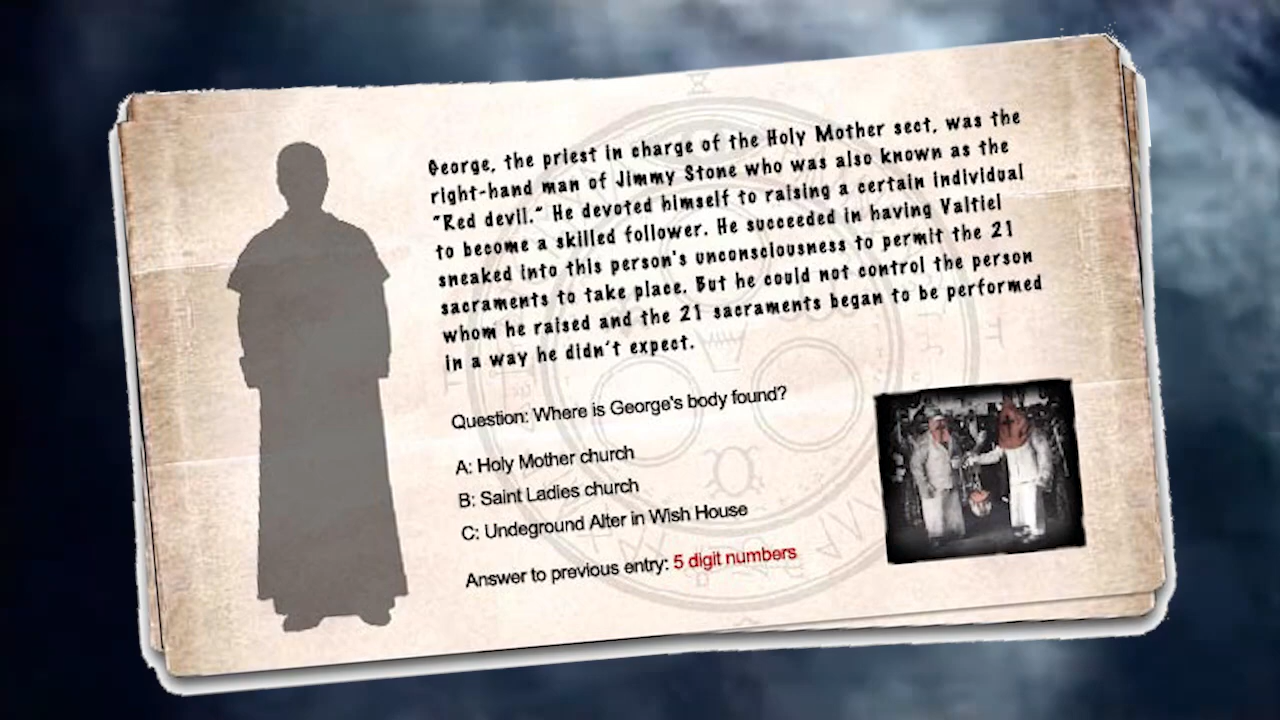 George, the priest in charge of the Holy Mother sect, was the
right-hand man of Jimmy Stone who was also known as the
"Red devil." He devoted himself to raising a certain individual
to become a skilled follower. He succeeded in having Valtiel
sneaked into this person's unconsciousness to permit the 21
sacraments to take place. But he could not control the person
whom he raised and the 21 sacraments began to be performed
in a way he didn't expect.
Question: Where is George's body found?
A: Holy Mother church
B: Saint Ladies church
C: Undeground Alter in Wish House
Answer to previous entry: 5 digit numbers